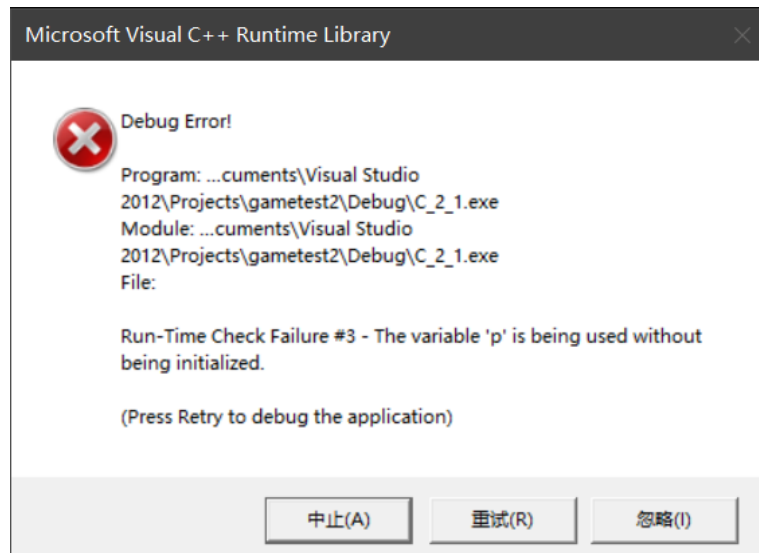 Microsoft Visual C++ Runtime Library
Debug Error!
Program: ...cuments\Visual Studio
2012\Projects\gametest2\Debug\C_2_1.exe
Module: ...cuments\Visual Studio
2012\Projects\gametest2\Debug\C_2_1.exe
File:
Run-Time Check Failure #3 - The variable 'p' is being used without
being initialized.
(Press Retry to debug the application)
中止(A) 重试(R) 忽略(I)